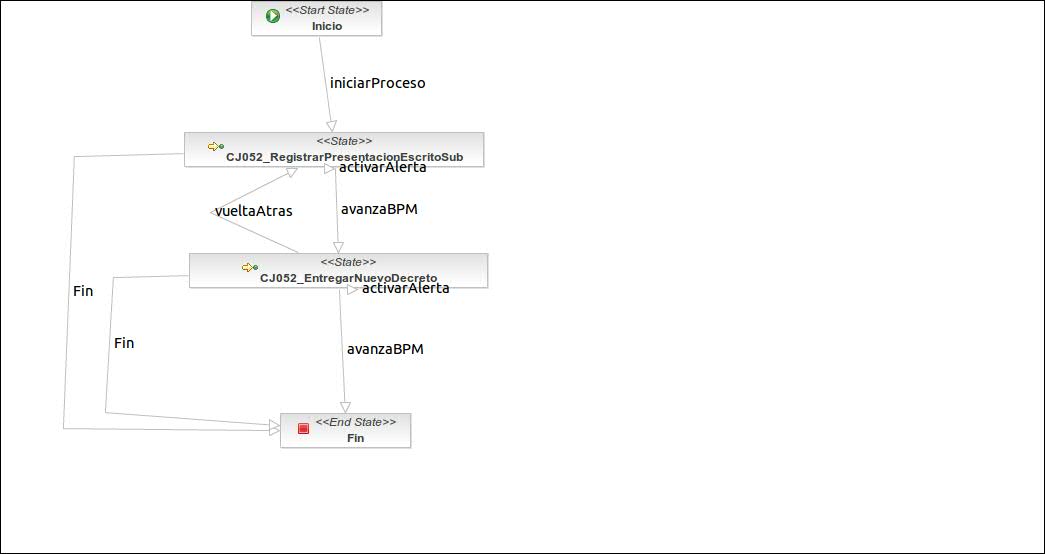 <<Start State>>
Inicio
iniciarProceso
<<State>>
CJ052_RegistrarPresentacionEscritoSub
activarAlerta
vueltaAtras
avanzaBPM
<<State>>
CJ052_EntregarNuevoDecreto
activarAlerta
Fin
Fin
avanzaBPM
<<End State>>
Fin